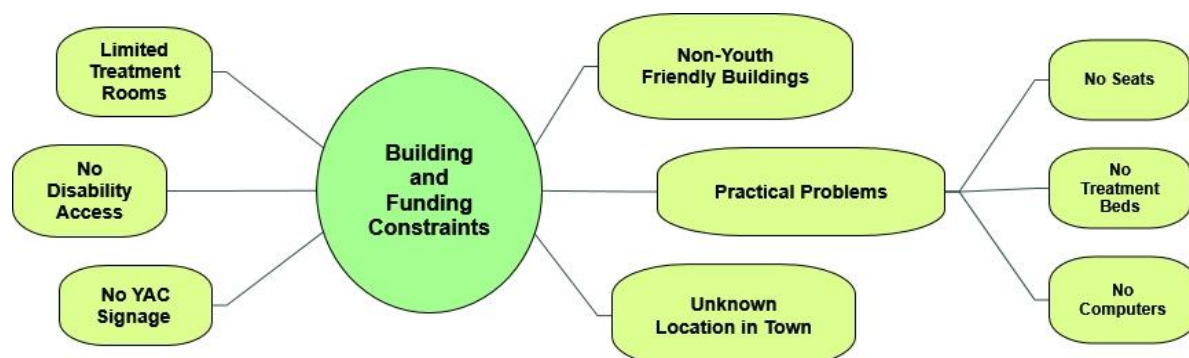 Limited
Treatment
Rooms
No
Disability
Access
No YAC
Signage
Building
and
Funding
Constraints
Non-Youth
Friendly Buildings
Practical Problems
Unknown
Location in Town
No Seats
No
Treatment
Beds
No
Computers